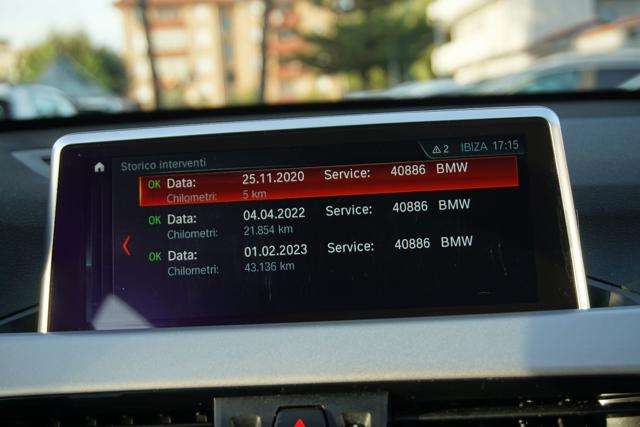 2 IBIZA 17:15
Storico interventi
OK Data: 25.11.2020 Service: 40886 BMW
Chilometri: 5 km
OK Data: 04.04.2022 Service: 40886 BMW
Chilometri: 21.854 km
OK Data: 01.02.2023 Service: 40886 BMW
Chilometri: 43.136 km